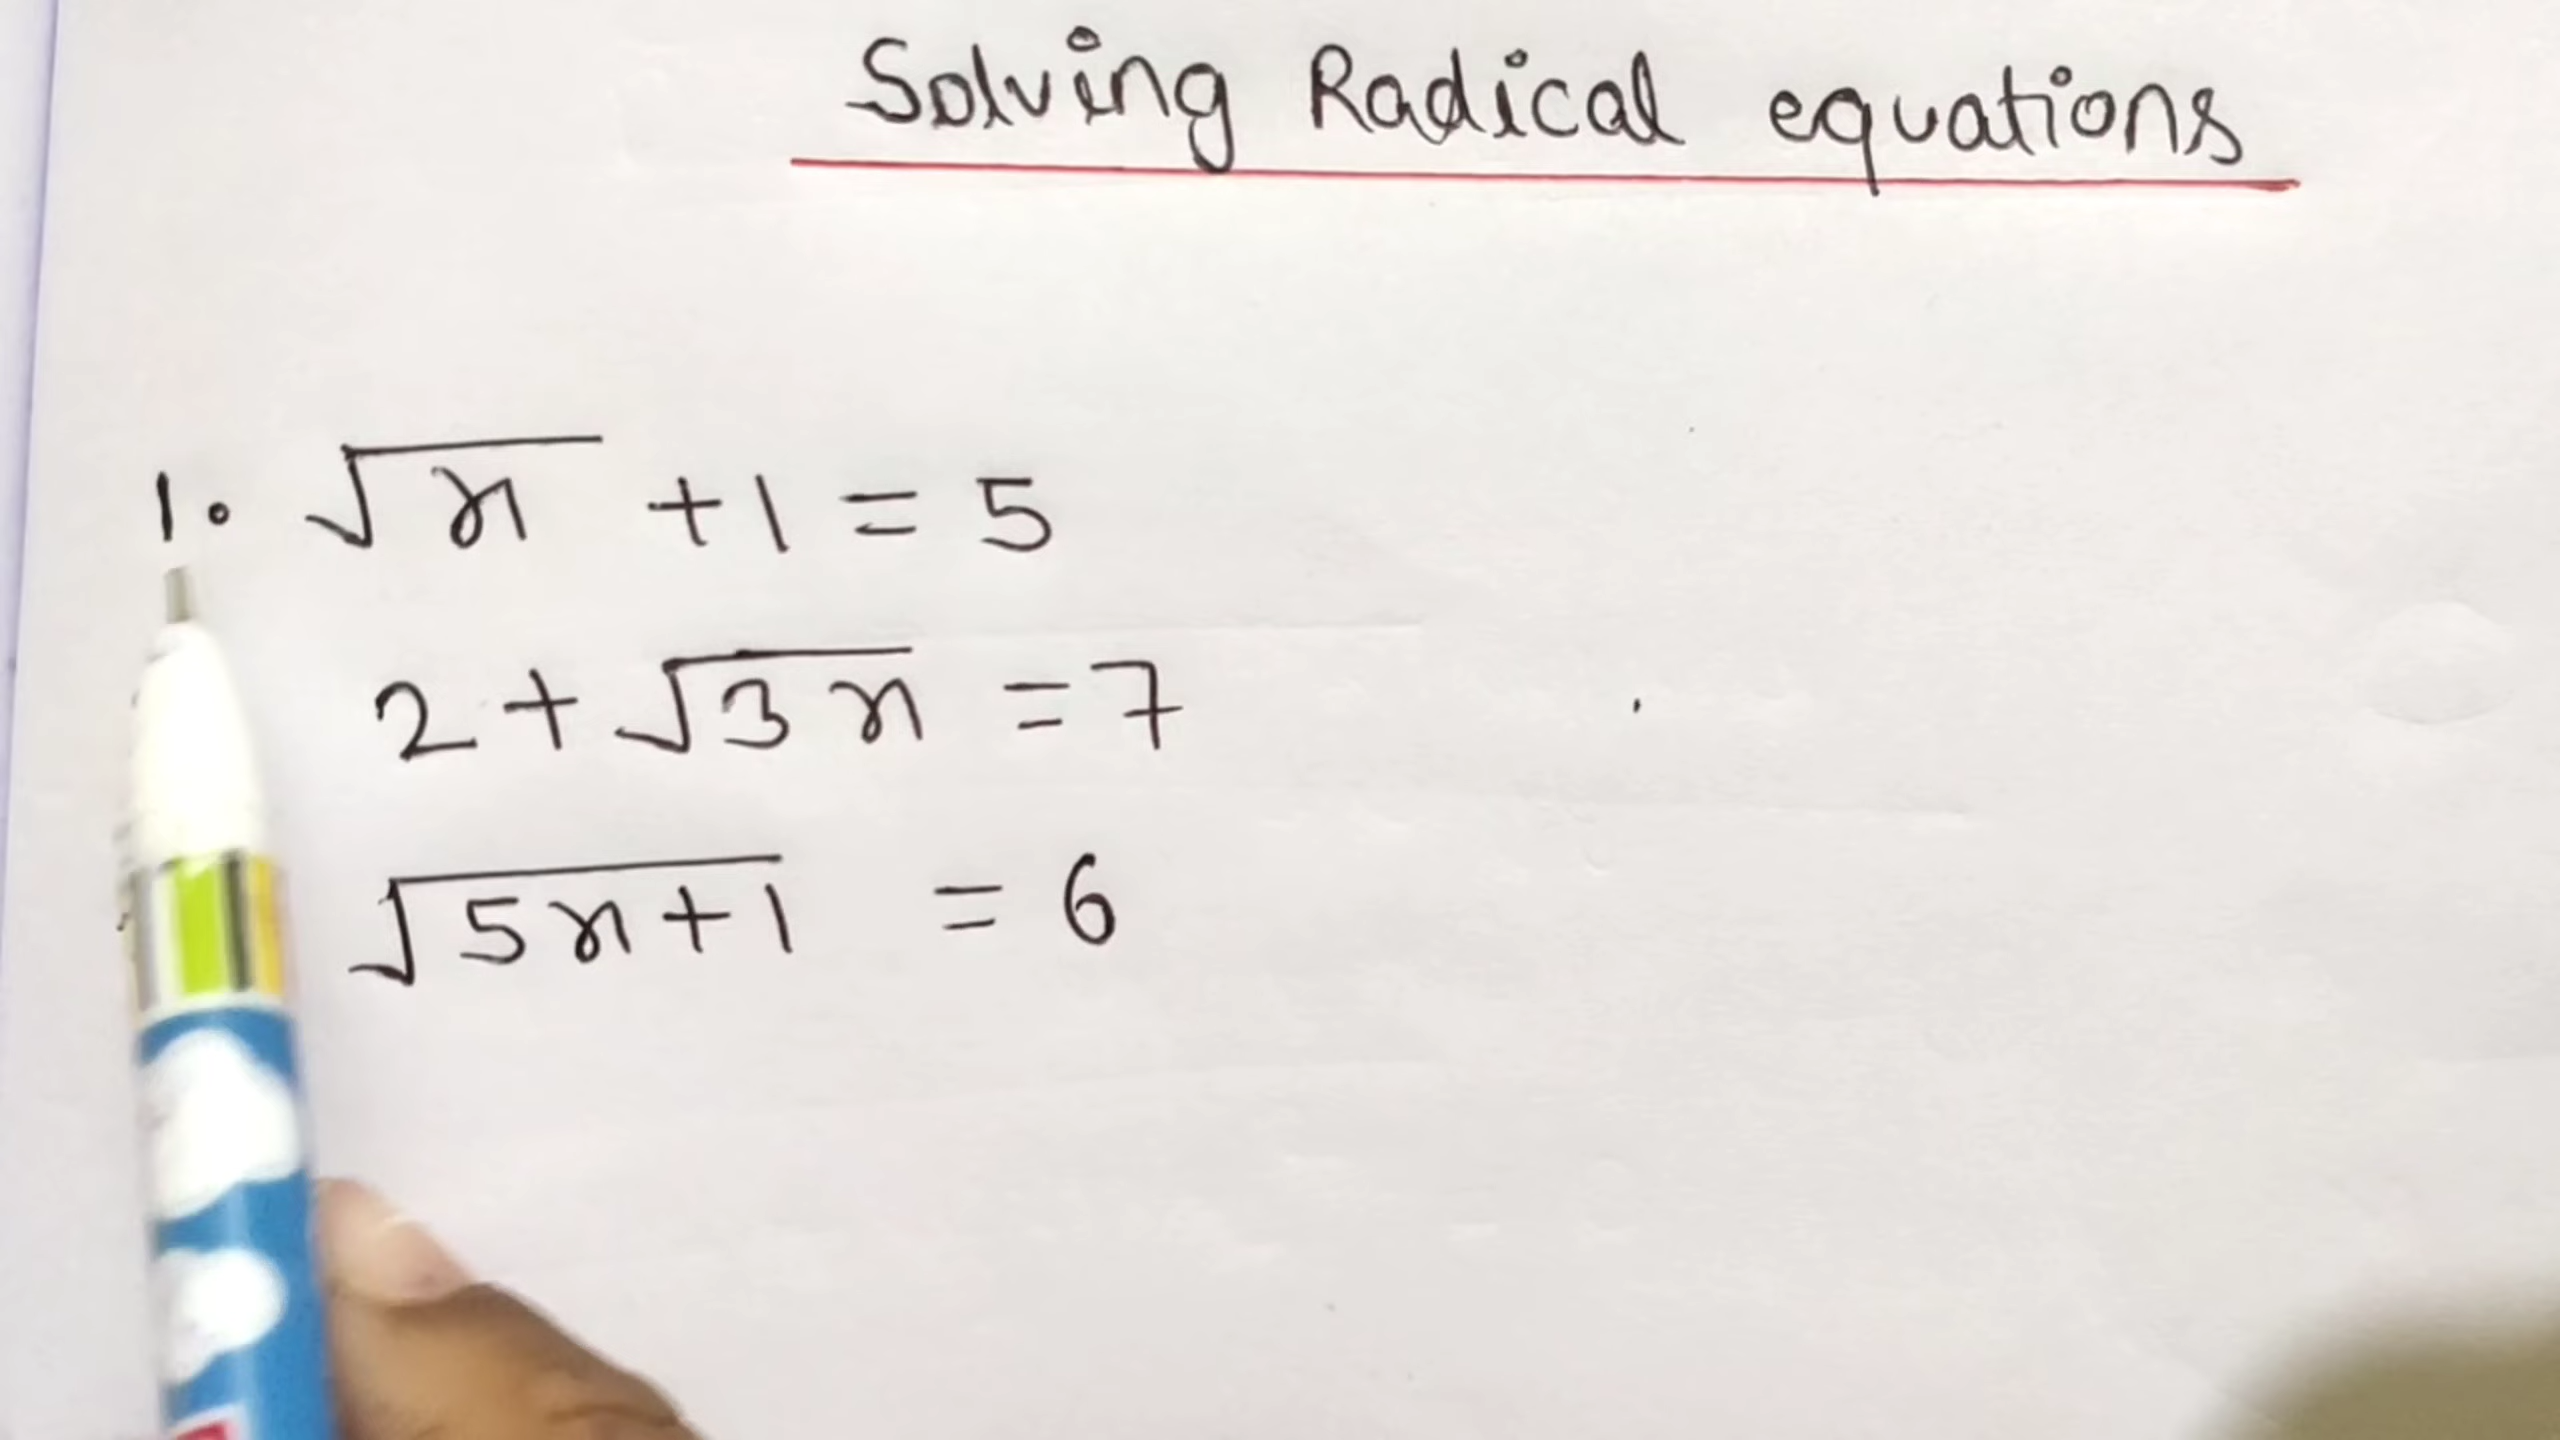 Solving Radical equations
1. √x + 1 = 5
2 + √3x = 7
√5x+1 = 6